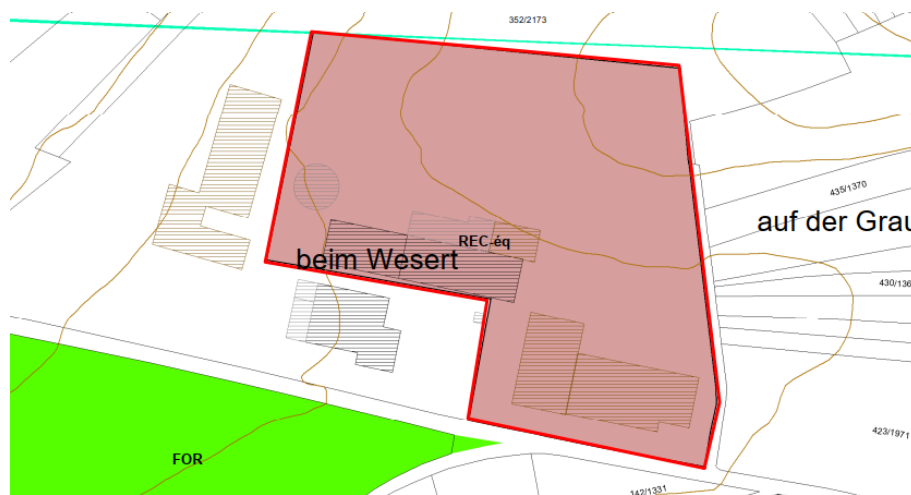 352/2173
435/1370
auf der Grau
REC-éq
beim Wesert
430/136
423/1971
FOR
142/1331